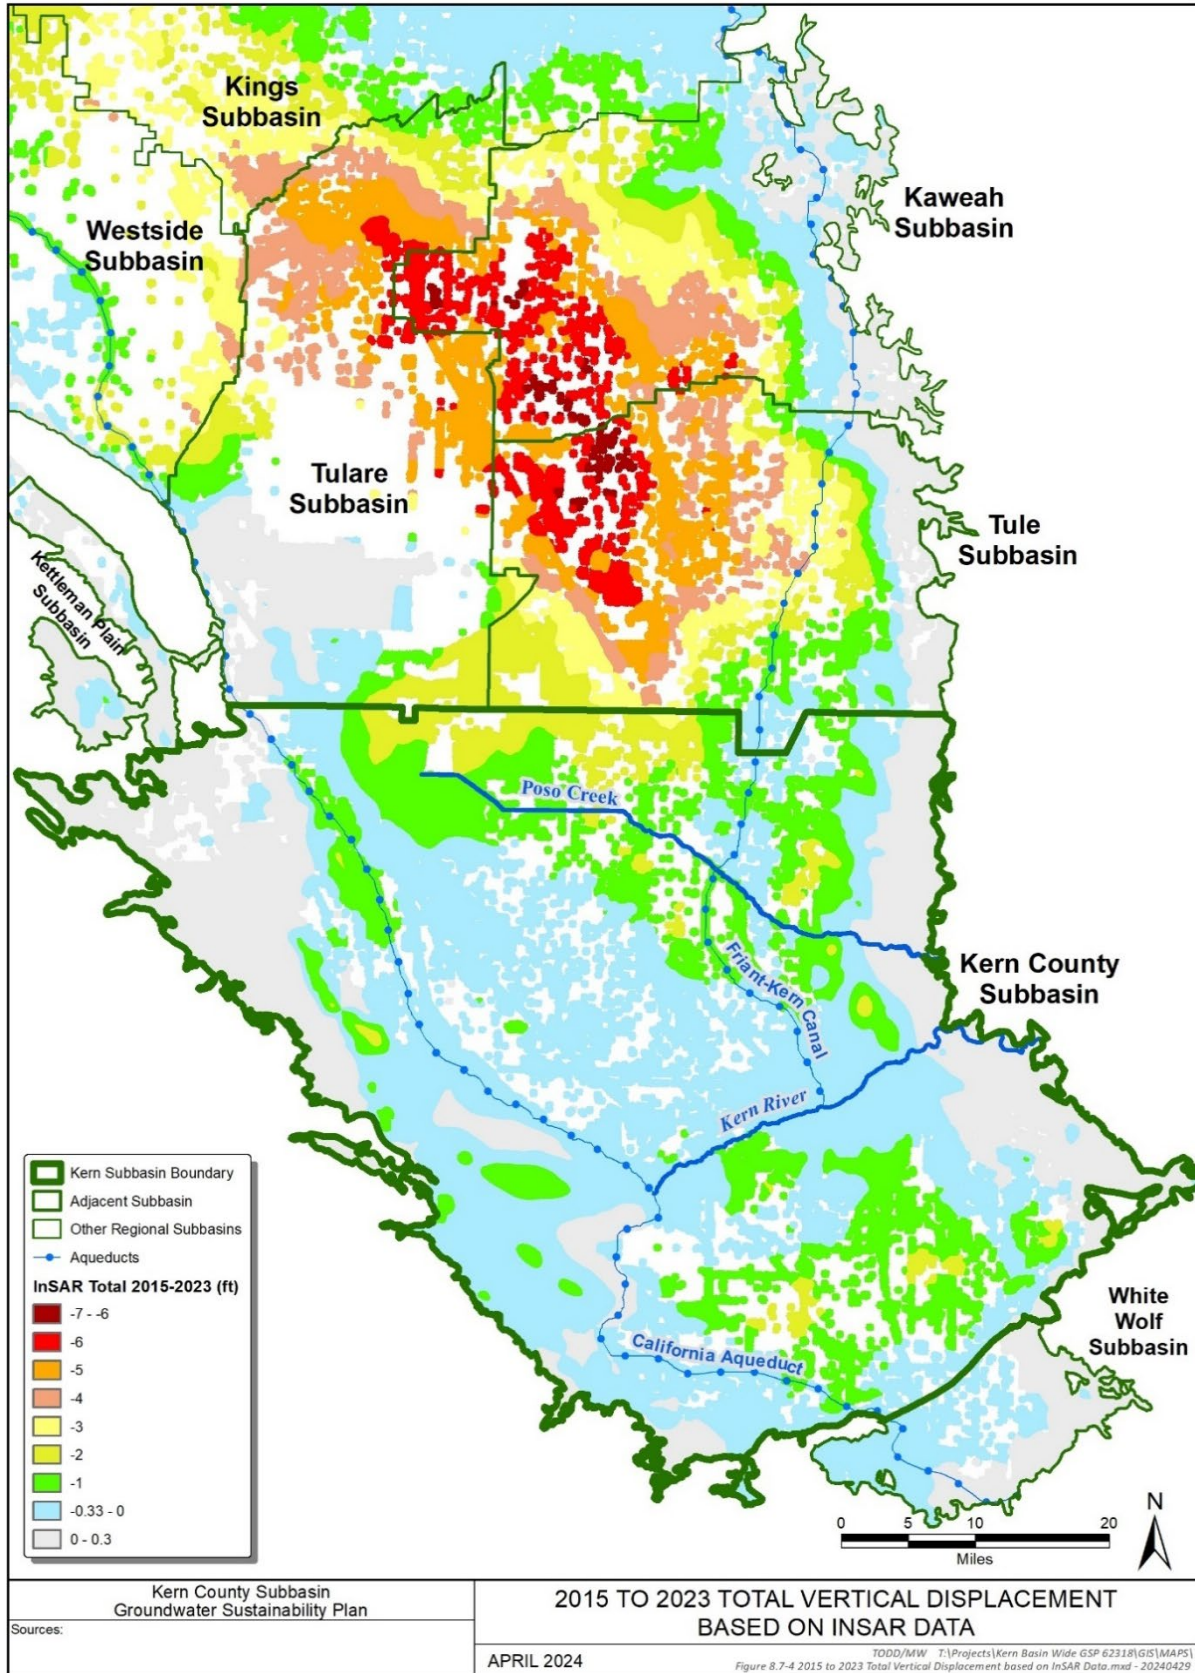 Kings
Subbasin
Kaweah
Subbasin
Westside
Subbasin
Tulare
Subbasin
Tule
Subbasin
Kettleman Plain
Subbasin
Poso Creek
Kern County
Subbasin
Friant-Kern Canal
Kern River
California Aqueduct
White
Wolf
Subbasin
Kern Subbasin Boundary
Adjacent Subbasin
Other Regional Subbasins
Aqueducts
InSAR Total 2015-2023 (ft)
-7 - -6
-6
-5
-4
-3
-2
-1
-0.33 - 0
0 - 0.3
N
0 5 10 20
Miles
Kern County Subbasin
Groundwater Sustainability Plan
Sources:
2015 TO 2023 TOTAL VERTICAL DISPLACEMENT
BASED ON INSAR DATA
APRIL 2024
TODD/MW T:\Projects\Kern Basin Wide GSP 62318\GIS\MAPS\
Figure 8.7-4 2015 to 2023 Total Vertical Displacement based on InSAR Data.mxd - 20240429